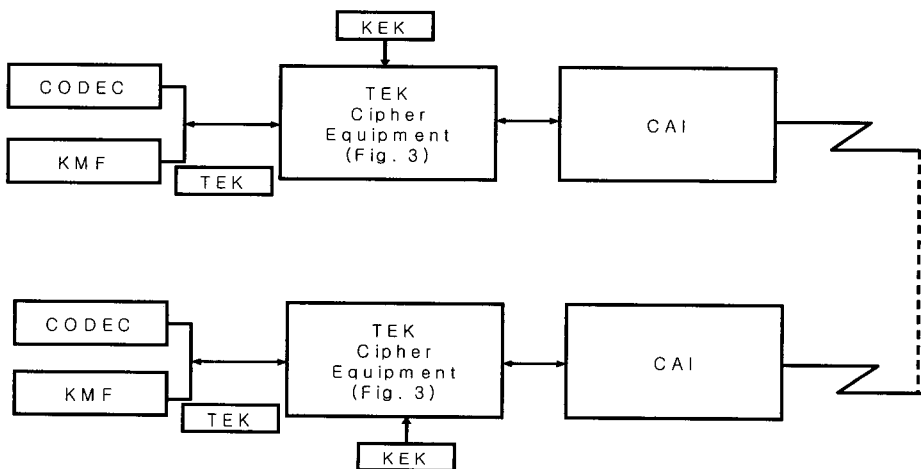 KEK
CODEC
TEK
Cipher
Equipment
(Fig. 3)
CAI
KMF
TEK
CODEC
TEK
Cipher
Equipment
(Fig. 3)
CAI
KMF
TEK
KEK